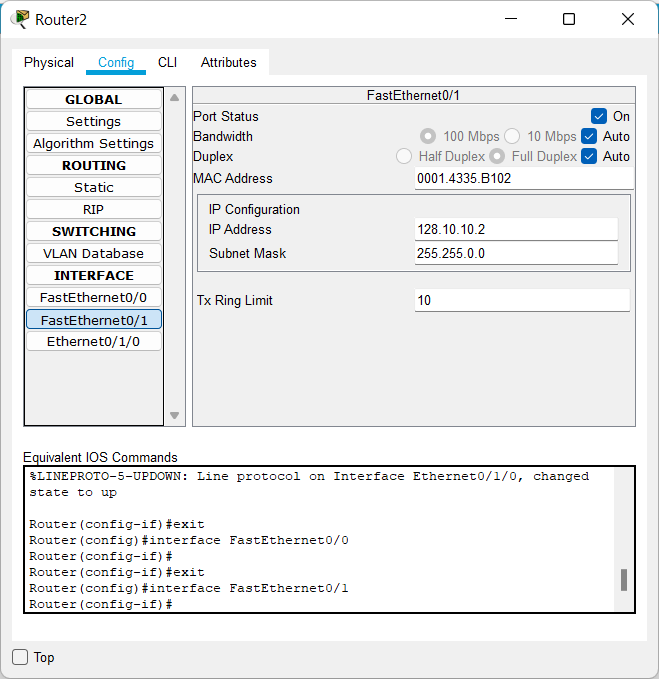 Router2
Physical Config CLI Attributes
GLOBAL
Settings
Algorithm Settings
ROUTING
Static
RIP
SWITCHING
VLAN Database
INTERFACE
FastEthernet0/0
FastEthernet0/1
Ethernet0/1/0
FastEthernet0/1
Port Status On
Bandwidth 100 Mbps 10 Mbps Auto
Duplex Half Duplex Full Duplex Auto
MAC Address 0001.4335.B102
IP Configuration
IP Address 128.10.10.2
Subnet Mask 255.255.0.0
Tx Ring Limit 10
Equivalent IOS Commands
%LINEPROTO-5-UPDOWN: Line protocol on Interface Ethernet0/1/0, changed
state to up
Router(config-if)#exit
Router(config)#interface FastEthernet0/0
Router(config-if)#
Router(config-if)#exit
Router(config)#interface FastEthernet0/1
Router(config-if)#
Top